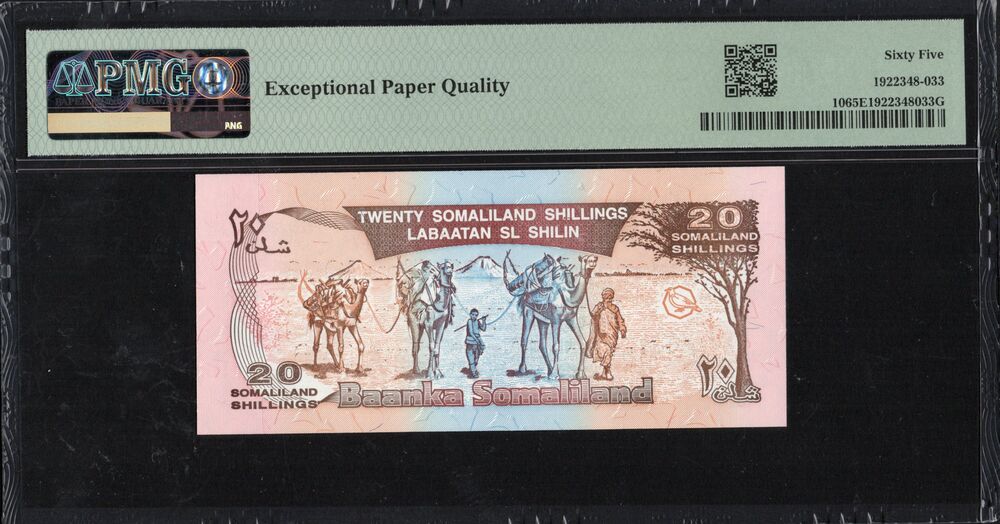 PMG
PANG
Exceptional Paper Quality
Sixty Five
1922348-033
1065E1922348033G
٢٠
شلن
TWENTY SOMALILAND SHILLINGS
LABAATAN SL SHILIN
20
SOMALILAND
SHILLINGS
20
SOMALILAND
SHILLINGS
Baanka Somaliland
٢٠
شلن